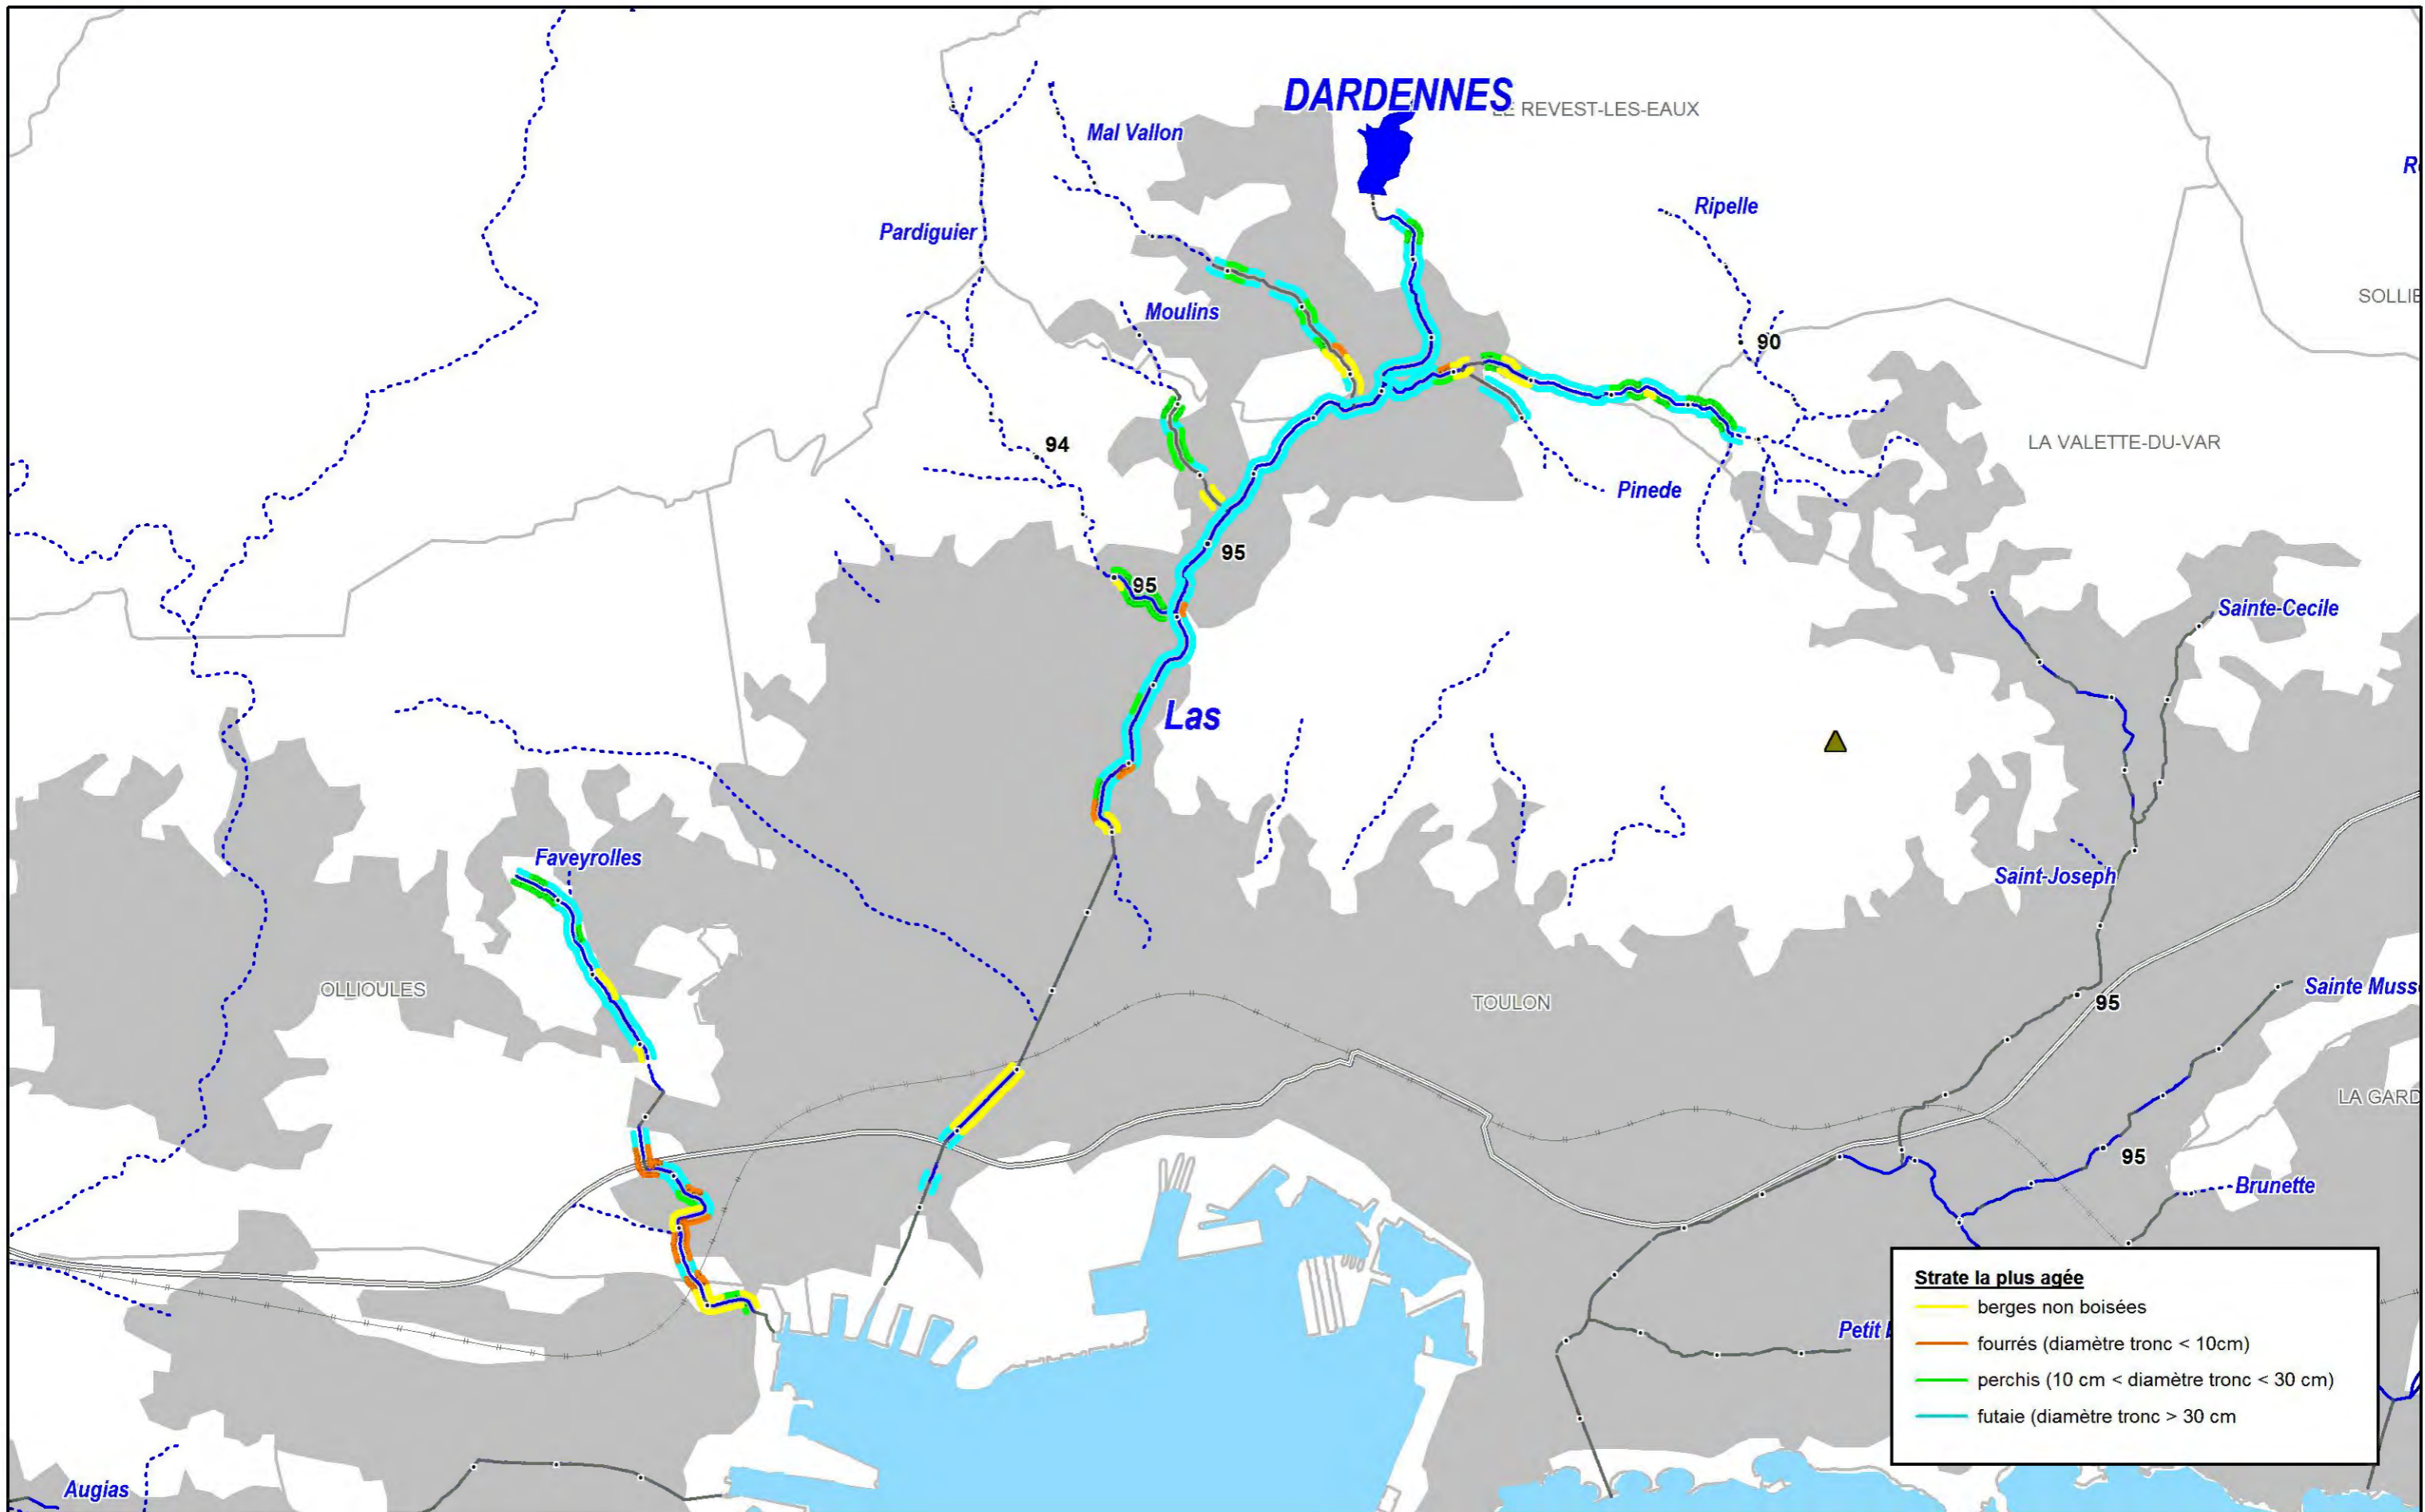 DARDENNES
LE REVEST-LES-EAUX
Mal Vallon
Ripelle
Pardiguier
SOLLIE
Moulins
90
94
LA VALETTE-DU-VAR
Pinede
95
95
Sainte-Cecile
Las
Faveyrolles
Saint-Joseph
OLLIOULES
TOULON
95
Sainte Muss
LA GARD
95
Brunette
Petit
Augias
Strate la plus agée
berges non boisées
fourrés (diamètre tronc < 10cm)
perchis (10 cm < diamètre tronc < 30 cm)
futaie (diamètre tronc > 30 cm